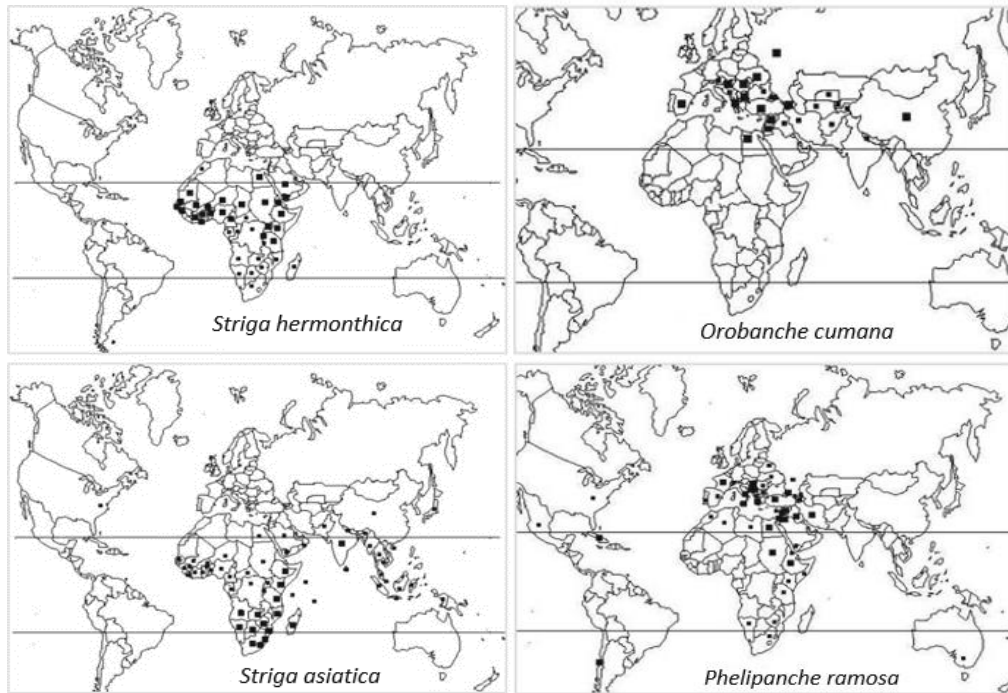 Striga hermonthica
Orobanche cumana
Striga asiatica
Phelipanche ramosa